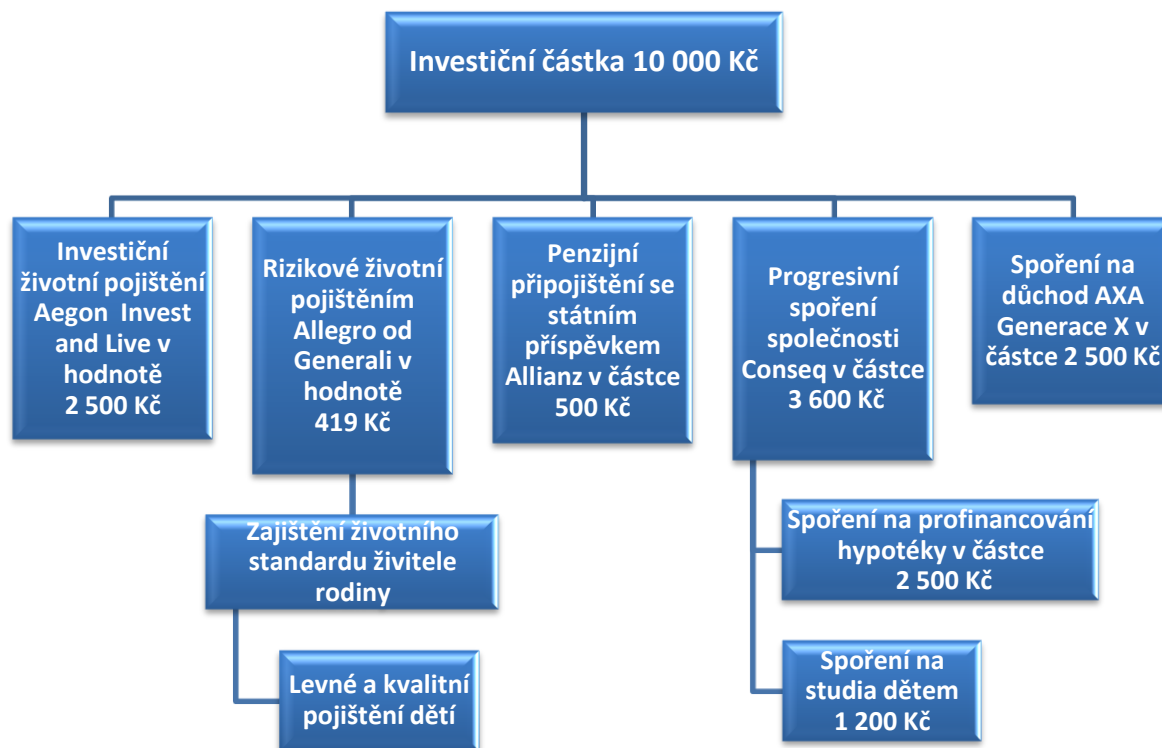 Investiční částka 10 000 Kč
Investiční
životní pojištění
Aegon Invest
and Live v
hodnotě
2 500 Kč
Rizikové životní
pojištěním
Allegro od
Generali v
hodnotě
419 Kč
Penzijní
připojištění se
státním
příspěvkem
Allianz v částce
500 Kč
Progresivní
spoření
společnosti
Conseq v částce
3 600 Kč
Spoření na
důchod AXA
Generace X v
částce 2 500 Kč
Zajištění životního
standardu živitele
rodiny
Levné a kvalitní
pojištění dětí
Spoření na profinancování
hypotéky v částce
2 500 Kč
Spoření na
studia dětem
1 200 Kč